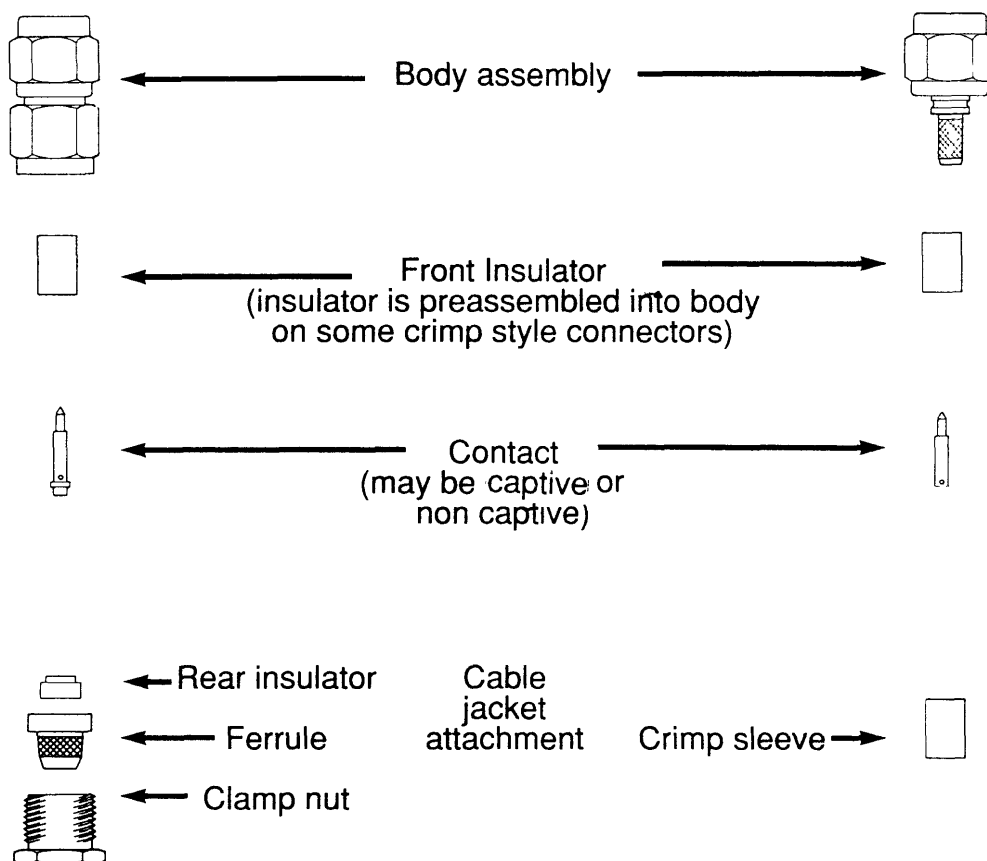 Body assembly
Front Insulator
(insulator is preassembled into body
on some crimp style connectors)
Contact
(may be captive or
non captive)
Rear insulator
Cable
jacket
attachment
Ferrule
Crimp sleeve
Clamp nut